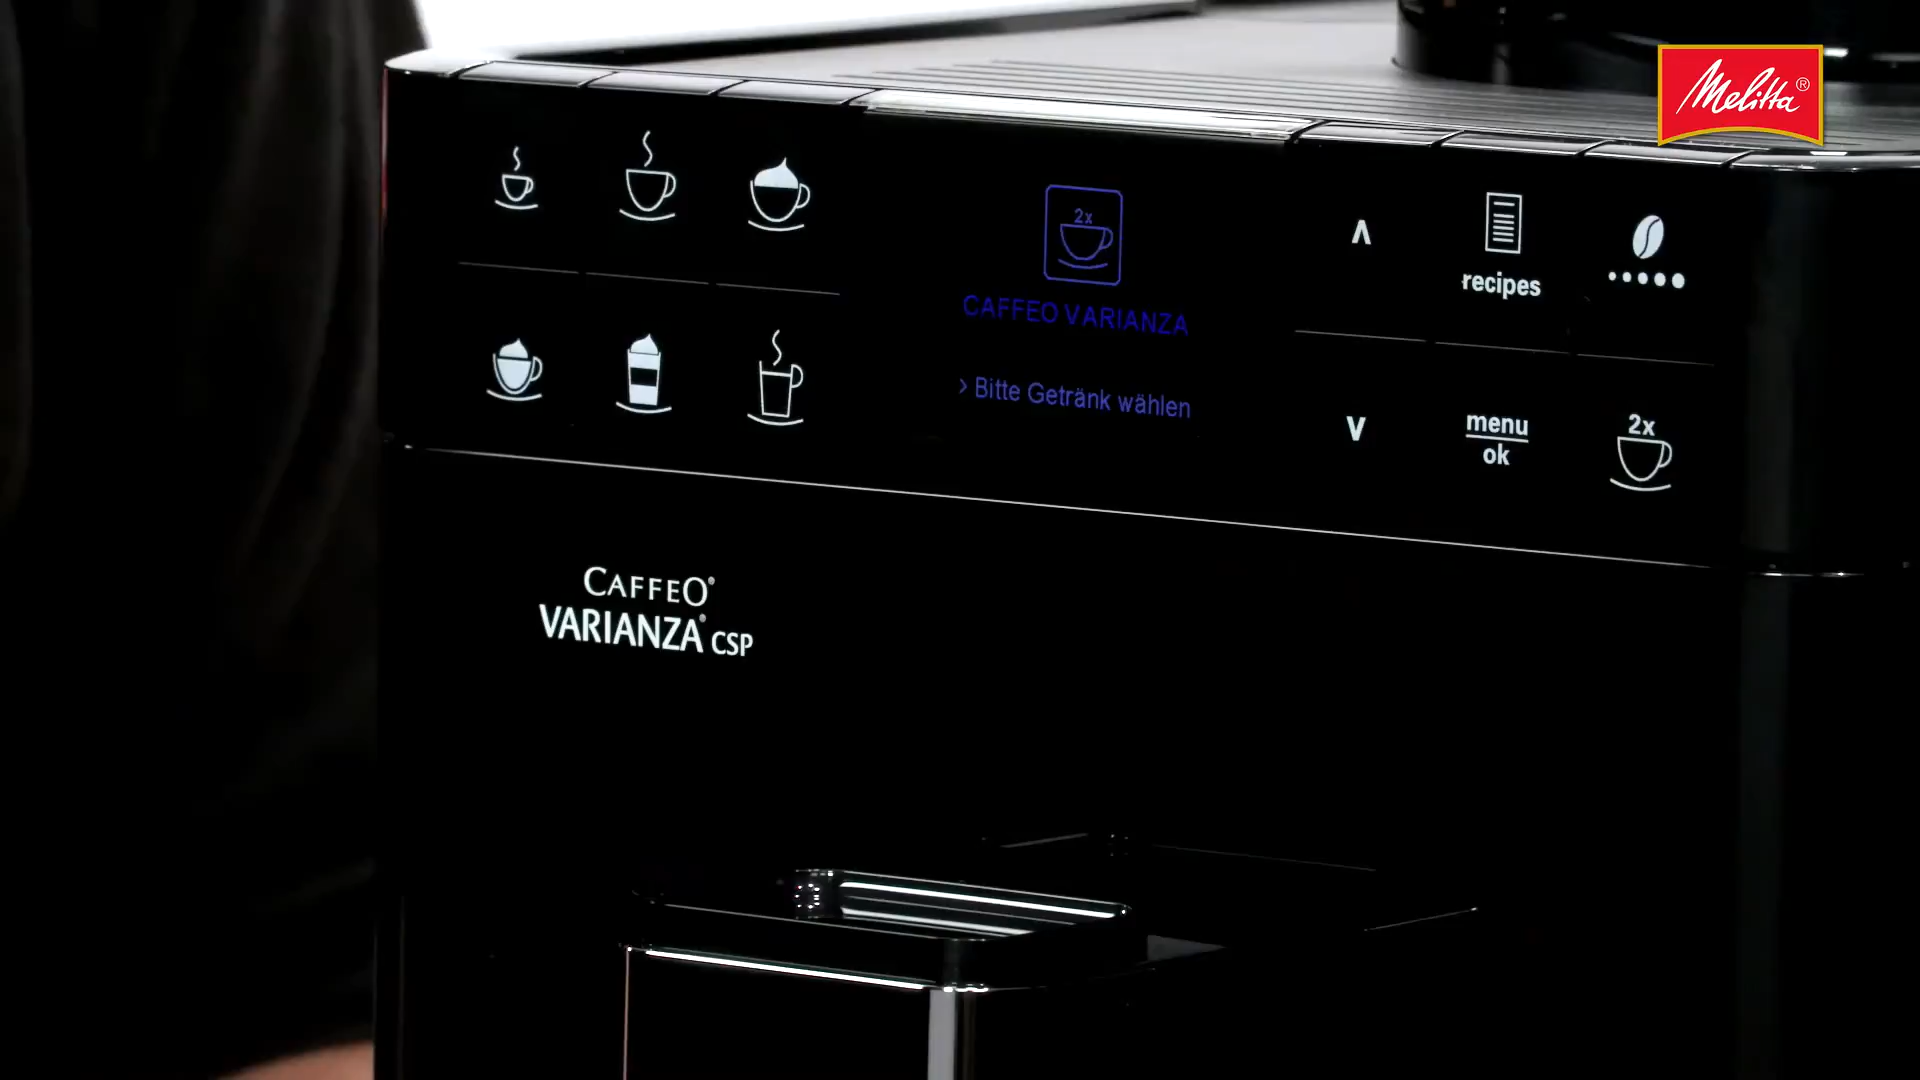 Melitta®
2x
CAFFEO VARIANZA
› Bitte Getränk wählen
∧
recipes
∨
menu
ok
2x
CAFFEO®
VARIANZA® CSP